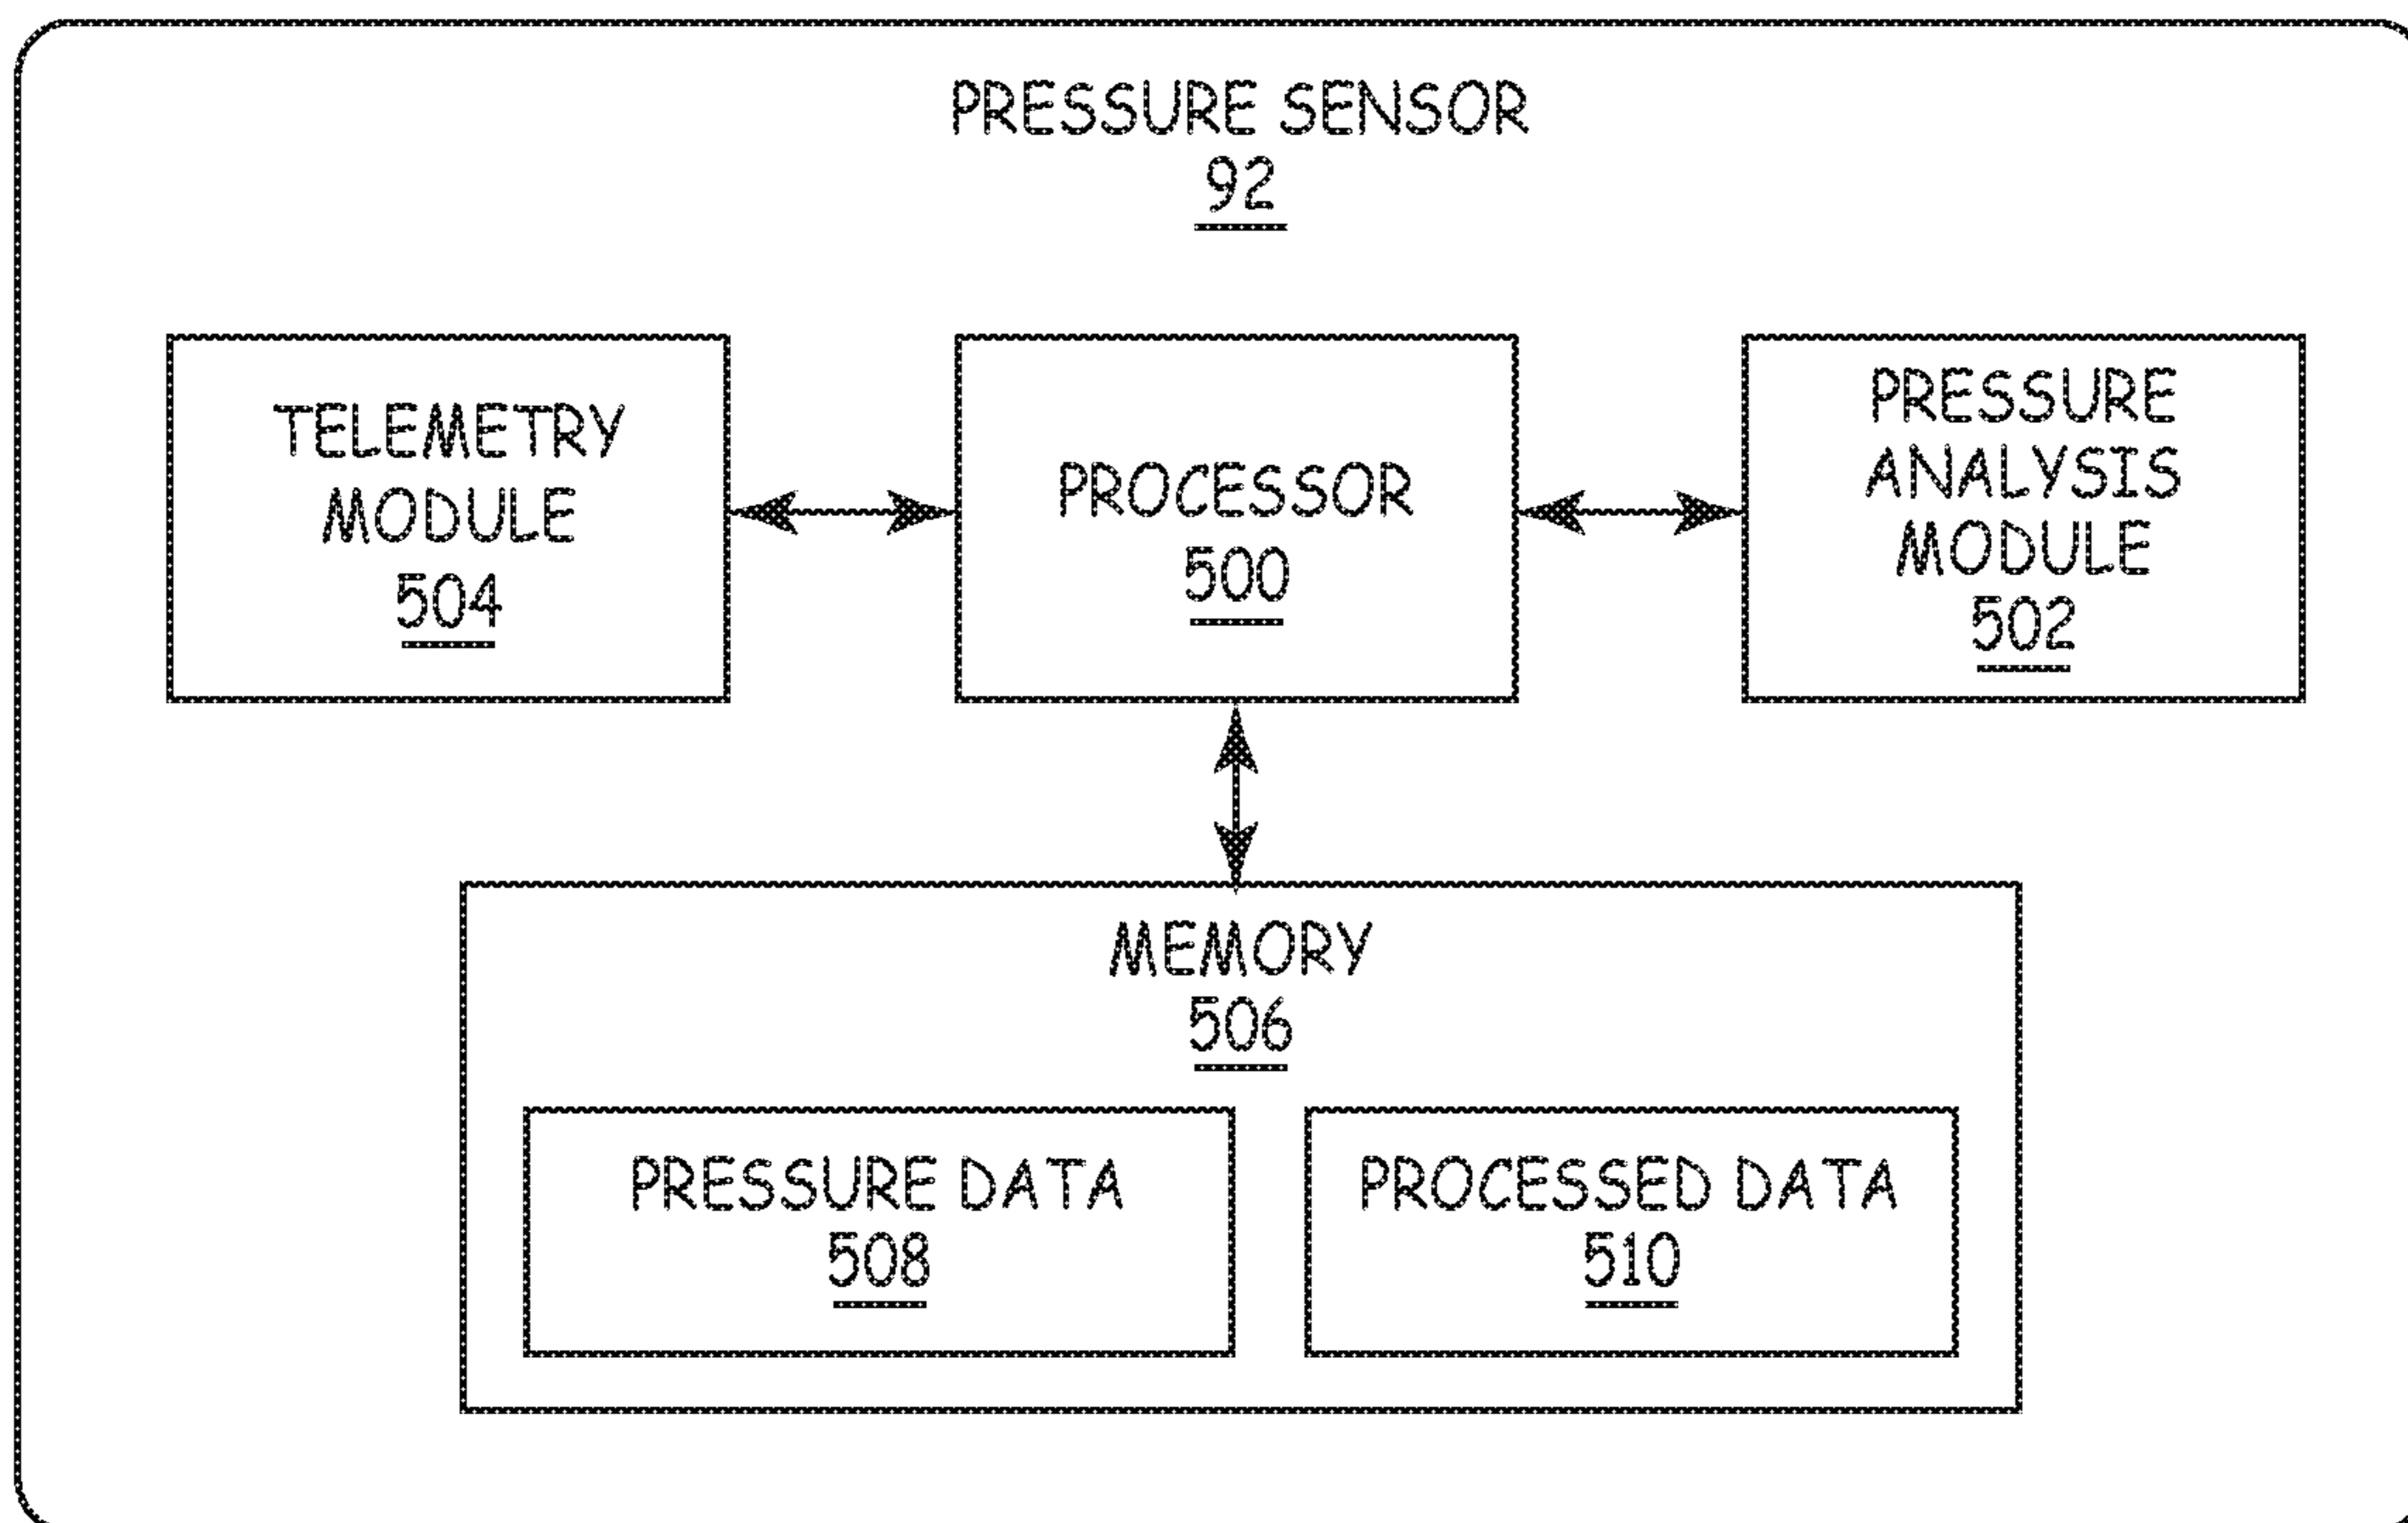 PRESSURE SENSOR
92
TELEMETRY
MODULE
504
PROCESSOR
500
PRESSURE
ANALYSIS
MODULE
502
MEMORY
506
PRESSURE DATA
508
PROCESSED DATA
510